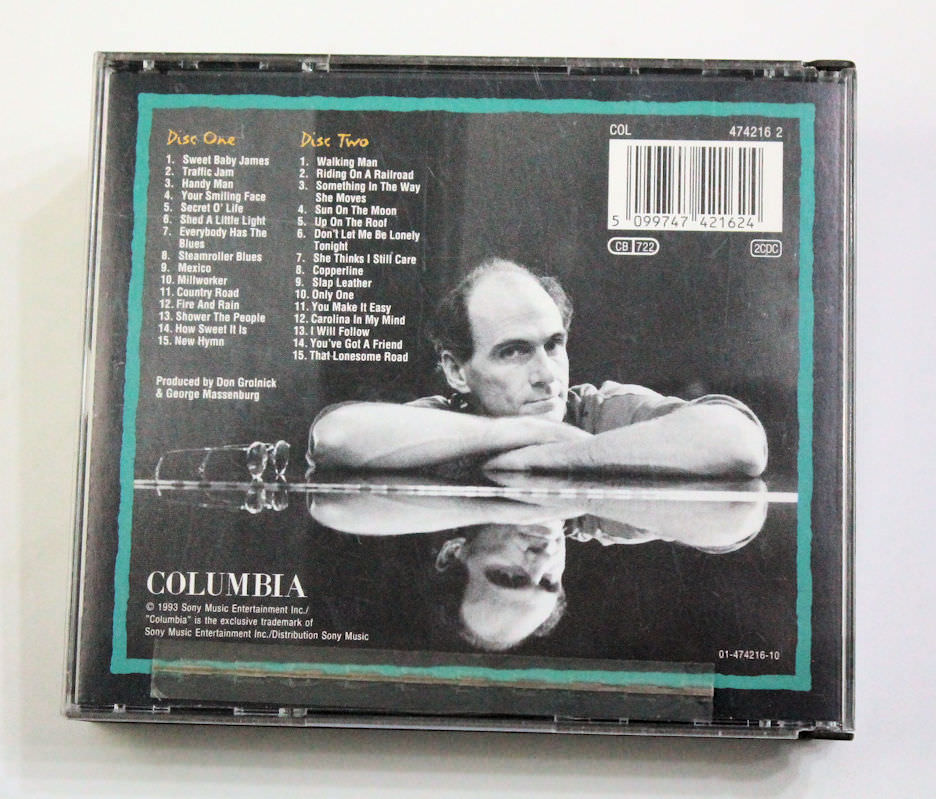 Disc One
1. Sweet Baby James
2. Traffic Jam
3. Handy Man
4. Your Smiling Face
5. Secret O' Life
6. Shed A Little Light
7. Everybody Has The
Blues
8. Steamroller Blues
9. Mexico
10. Millworker
11. Country Road
12. Fire And Rain
13. Shower The People
14. How Sweet It Is
15. New Hymn
Disc Two
1. Walking Man
2. Riding On A Railroad
3. Something In The Way
She Moves
4. Sun On The Moon
5. Up On The Roof
6. Don't Let Me Be Lonely
Tonight
7. She Thinks I Still Care
8. Copperline
9. Slap Leather
10. Only One
11. You Make It Easy
12. Carolina In My Mind
13. I Will Follow
14. You've Got A Friend
15. That Lonesome Road
Produced by Don Grolnick
& George Massenburg
COL 474216 2
5 099747 421624
CB 722
2CDC
COLUMBIA
© 1993 Sony Music Entertainment Inc./
"Columbia" is the exclusive trademark of
Sony Music Entertainment Inc./Distribution Sony Music
01-474216-10